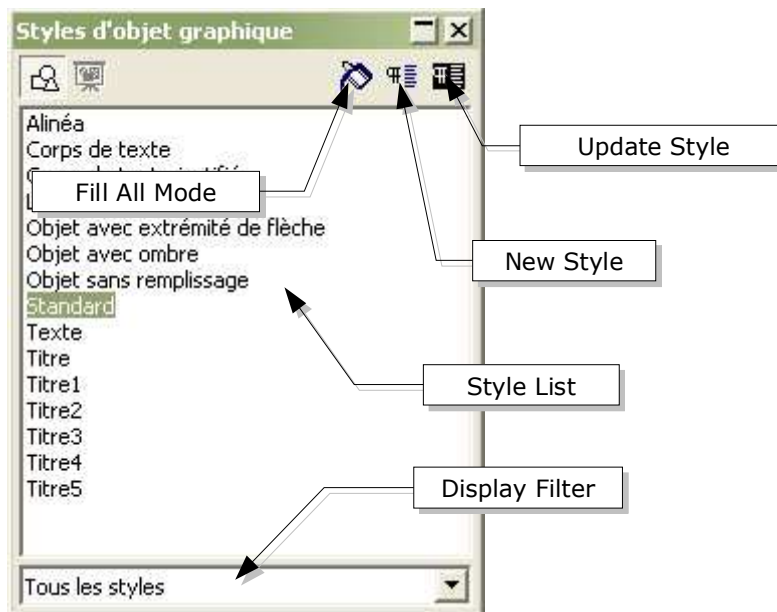 Styles d'objet graphique
Alinéa
Update Style
Corps de texte
Fill All Mode
Objet avec extrémité de flèche
Objet avec ombre
New Style
Objet sans remplissage
Standard
Texte
Titre
Titre1
Style List
Titre2
Titre3
Titre4
Titre5
Display Filter
Tous les styles